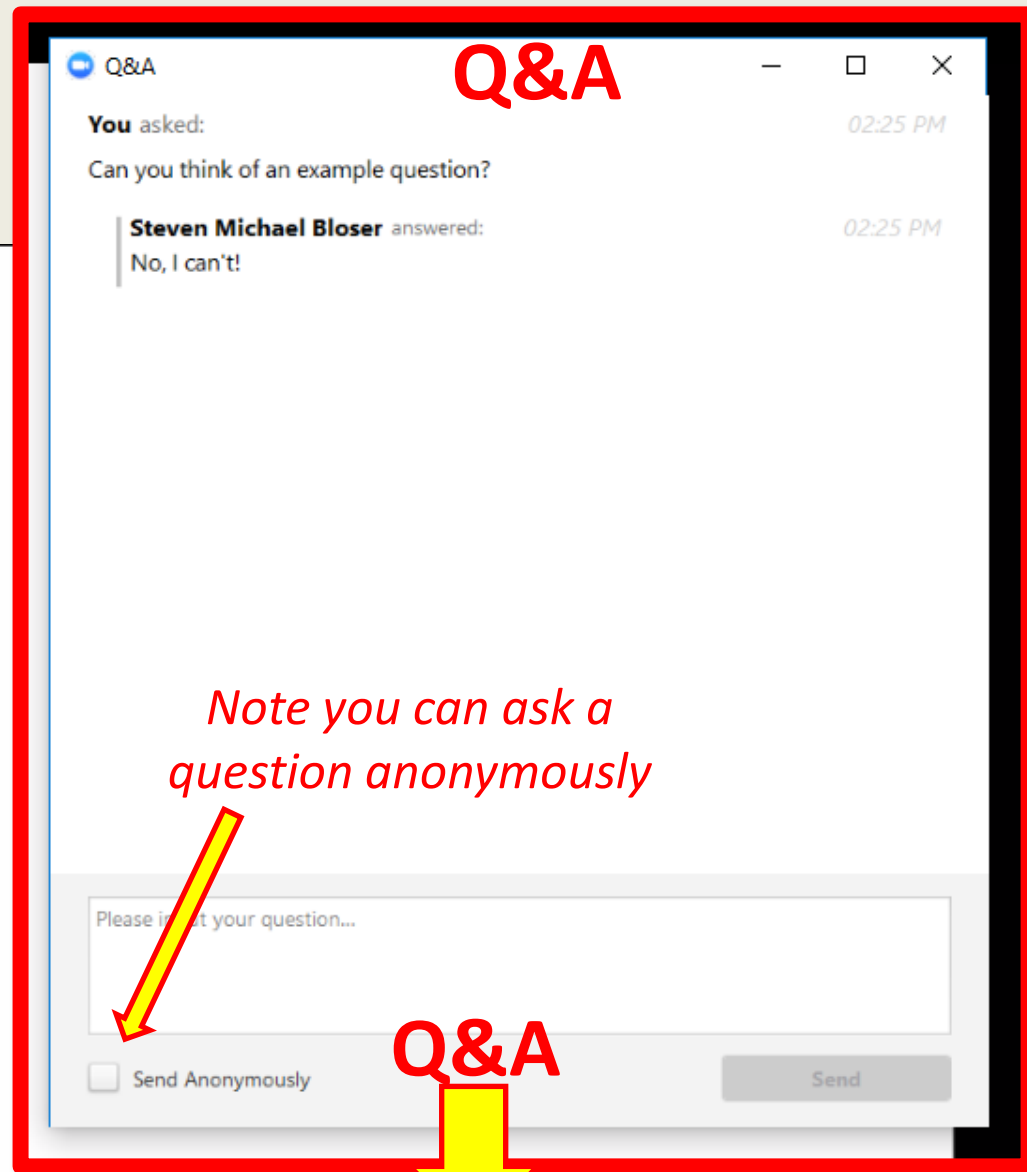 Q&A
Q&A
You asked: 02:25 PM
Can you think of an example question?
Steven Michael Bloser answered: 02:25 PM
No, I can't!
Note you can ask a
question anonymously
Please your question...
Q&A
Send Anonymously Send